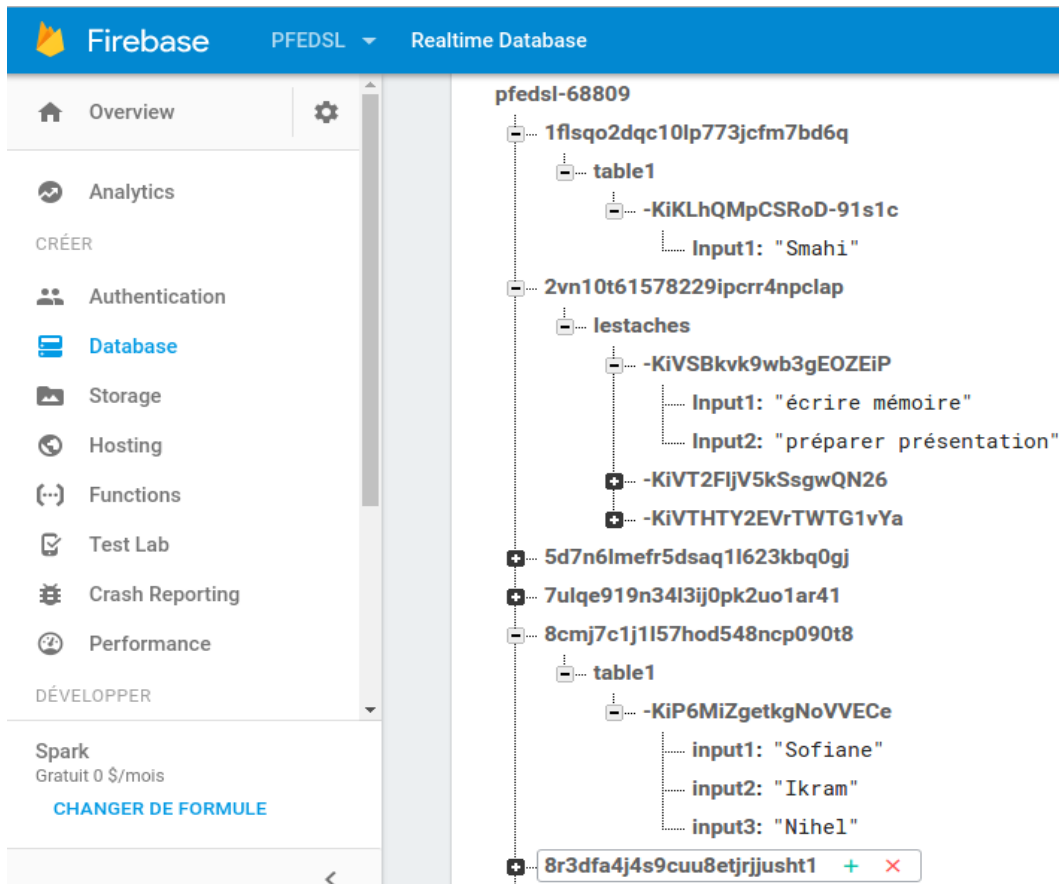 Firebase PFEDSL Realtime Database
Overview
Analytics
CRÉER
Authentication
Database
Storage
Hosting
Functions
Test Lab
Crash Reporting
Performance
DÉVELOPPER
Spark
Gratuit 0 $/mois
CHANGER DE FORMULE
pfedsl-68809
1flsqo2dqc10lp773jcfm7bd6q
table1
-KiKLhQMpCSRoD-91s1c
Input1: "Smahi"
2vn10t61578229ipcrr4npclap
lestaches
-KiVSBkvk9wb3gEOZEiP
Input1: "écrire mémoire"
Input2: "préparer présentation"
-KiVT2FljV5kSsgwQN26
-KiVTHTY2EVrTWTG1vYa
5d7n6lmefr5dsaq1l623kbq0gj
7ulqe919n34l3ij0pk2uo1ar41
8cmj7c1j1l57hod548ncp090t8
table1
-KiP6MiZgetkgNoVVECe
input1: "Sofiane"
input2: "Ikram"
input3: "Nihel"
8r3dfa4j4s9cuu8etjrjjusht1